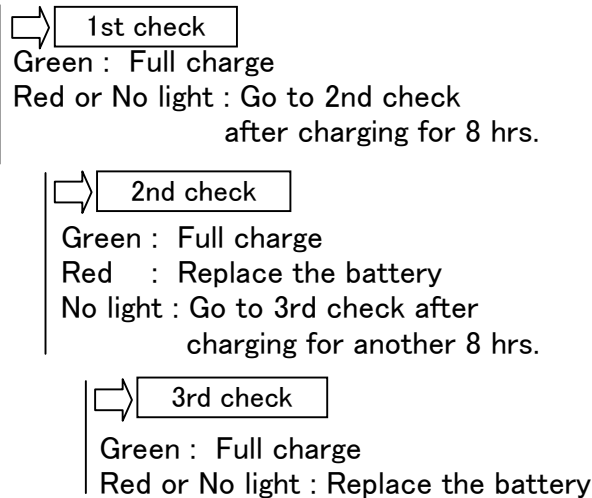 1st check
Green : Full charge
Red or No light : Go to 2nd check
after charging for 8 hrs.
2nd check
Green : Full charge
Red : Replace the battery
No light : Go to 3rd check after
charging for another 8 hrs.
3rd check
Green : Full charge
Red or No light : Replace the battery